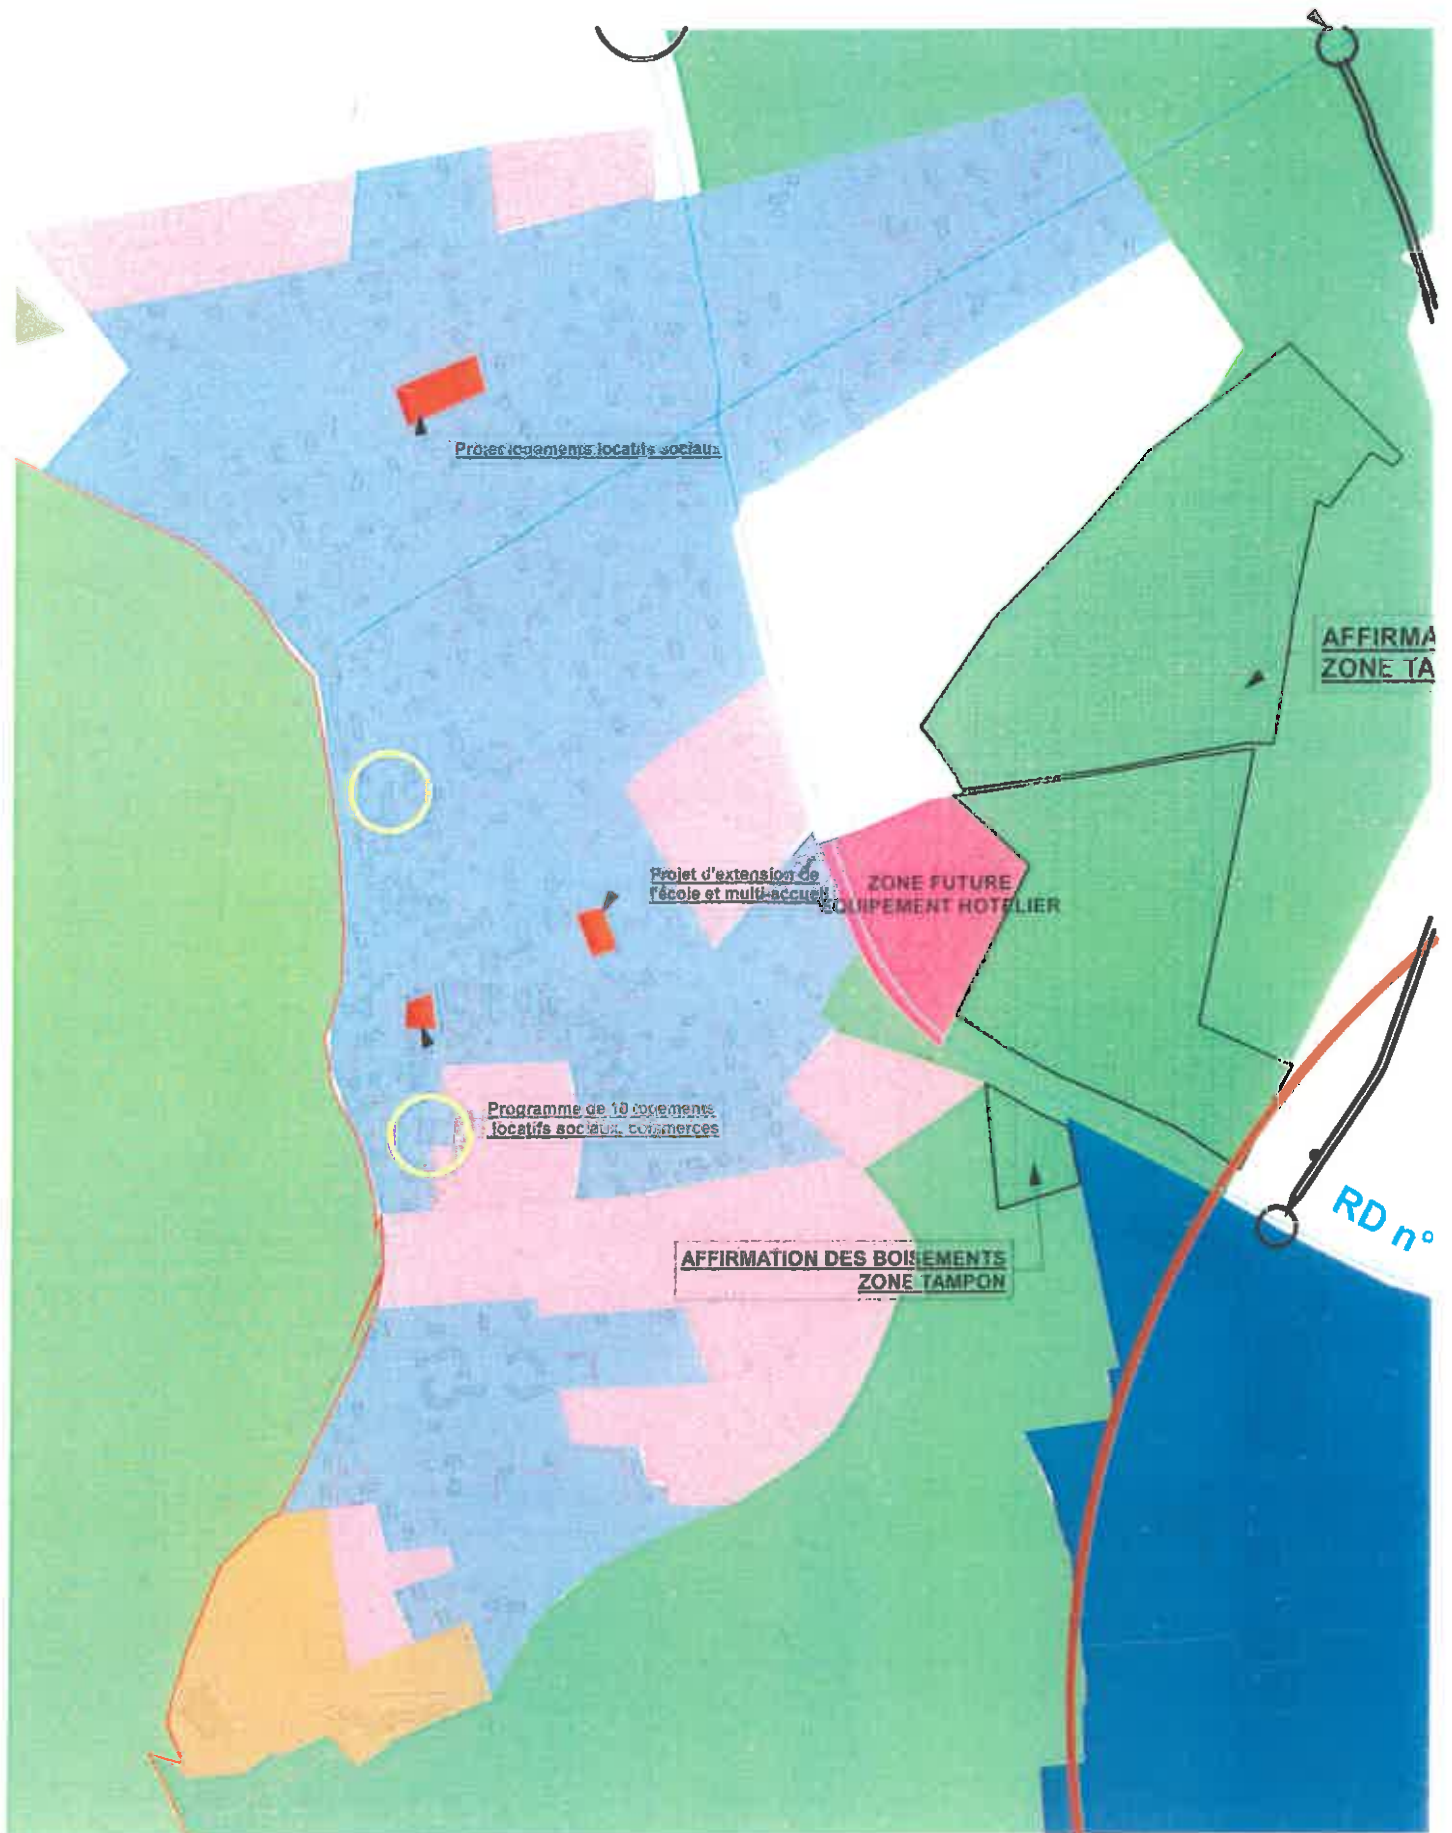 Projet logements locatifs sociaux
AFFIRMA
ZONE TA
Projet d'extension de
l'école et multi-accueil
ZONE FUTURE
EQUIPEMENT HOTELIER
Programme de 10 logements
locatifs sociaux, commerces
RD n°
AFFIRMATION DES BOISEMENTS
ZONE TAMPON